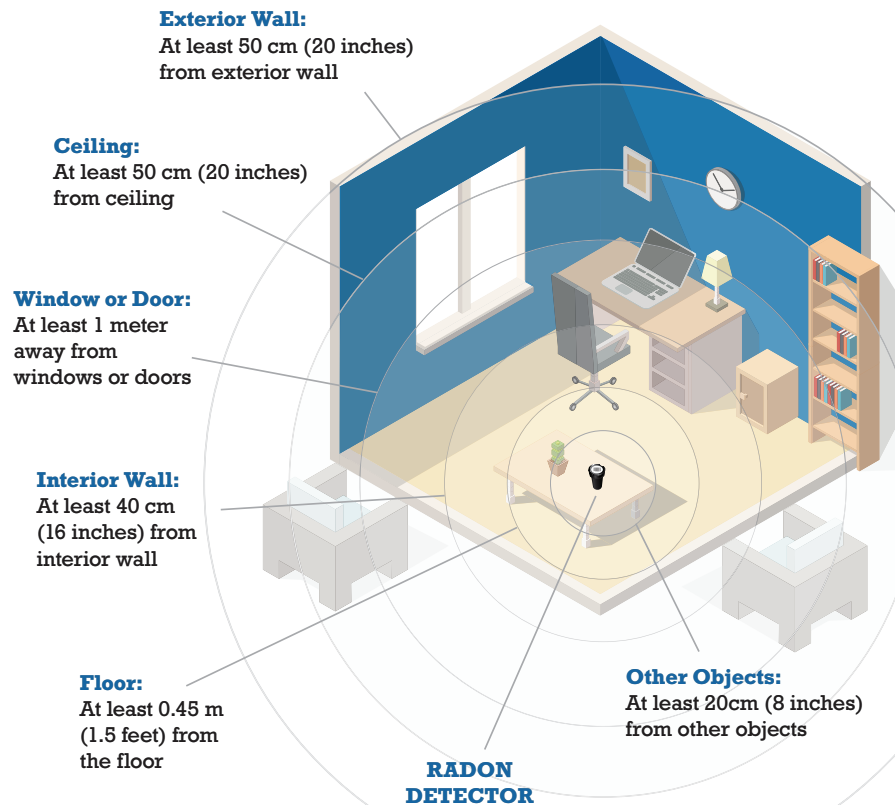 Exterior Wall:
At least 50 cm (20 inches)
from exterior wall
Ceiling:
At least 50 cm (20 inches)
from ceiling
Window or Door:
At least 1 meter
away from
windows or doors
Interior Wall:
At least 40 cm
(16 inches) from
interior wall
Floor:
At least 0.45 m
(1.5 feet) from
the floor
Other Objects:
At least 20cm (8 inches)
from other objects
RADON
DETECTOR